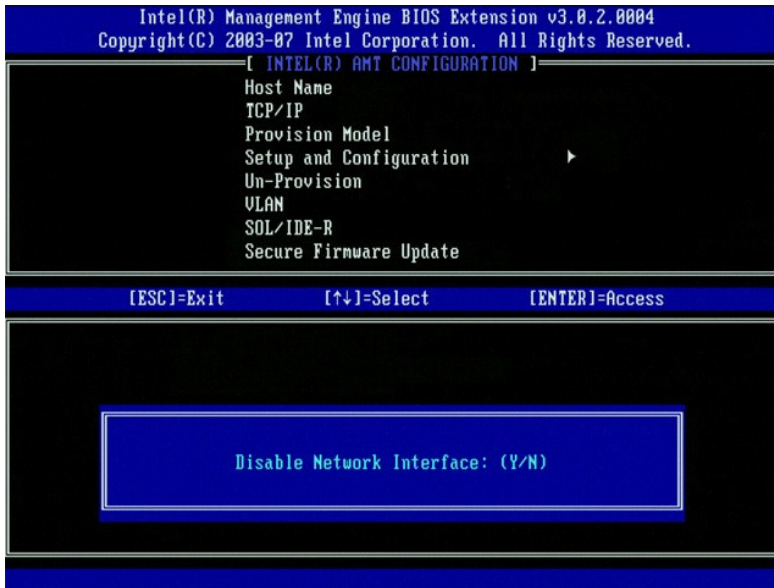 Intel(R) Management Engine BIOS Extension v3.0.2.0004
Copyright(C) 2003-07 Intel Corporation. All Rights Reserved.
[ INTEL(R) AMT CONFIGURATION ]
Host Name
TCP/IP
Provision Model
Setup and Configuration
Un-Provision
VLAN
SOL/IDE-R
Secure Firmware Update
[ESC]=Exit [↑↓]=Select [ENTER]=Access
Disable Network Interface: (Y/N)